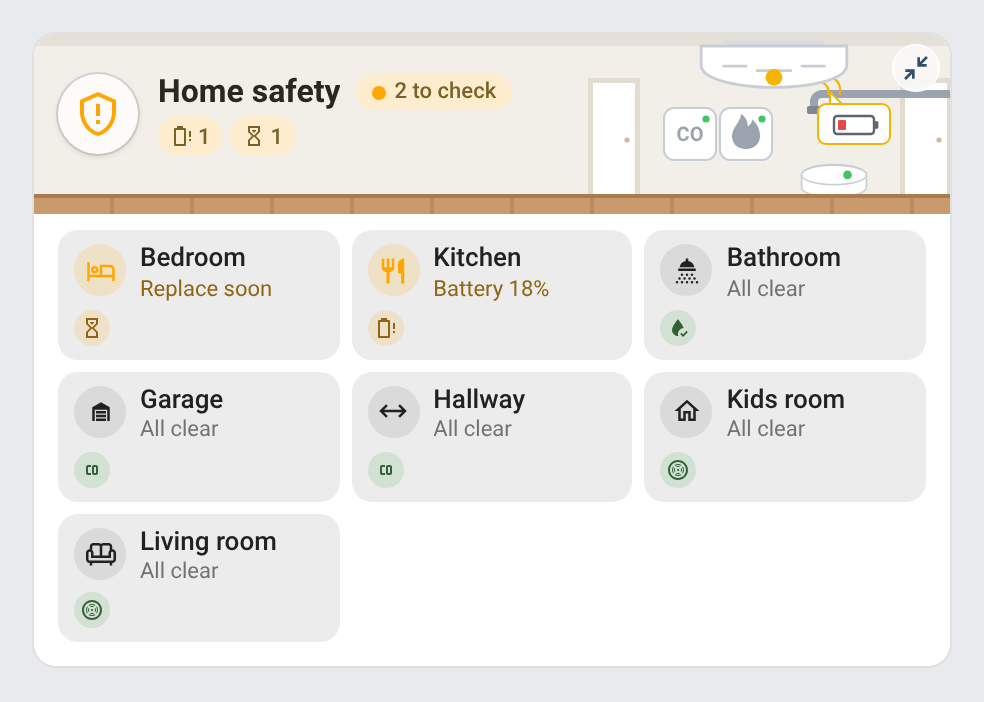 Home safety
2 to check
1
1
CO
Bedroom
Replace soon
Kitchen
Battery 18%
Bathroom
All clear
Garage
All clear
CO
Hallway
All clear
CO
Kids room
All clear
Living room
All clear